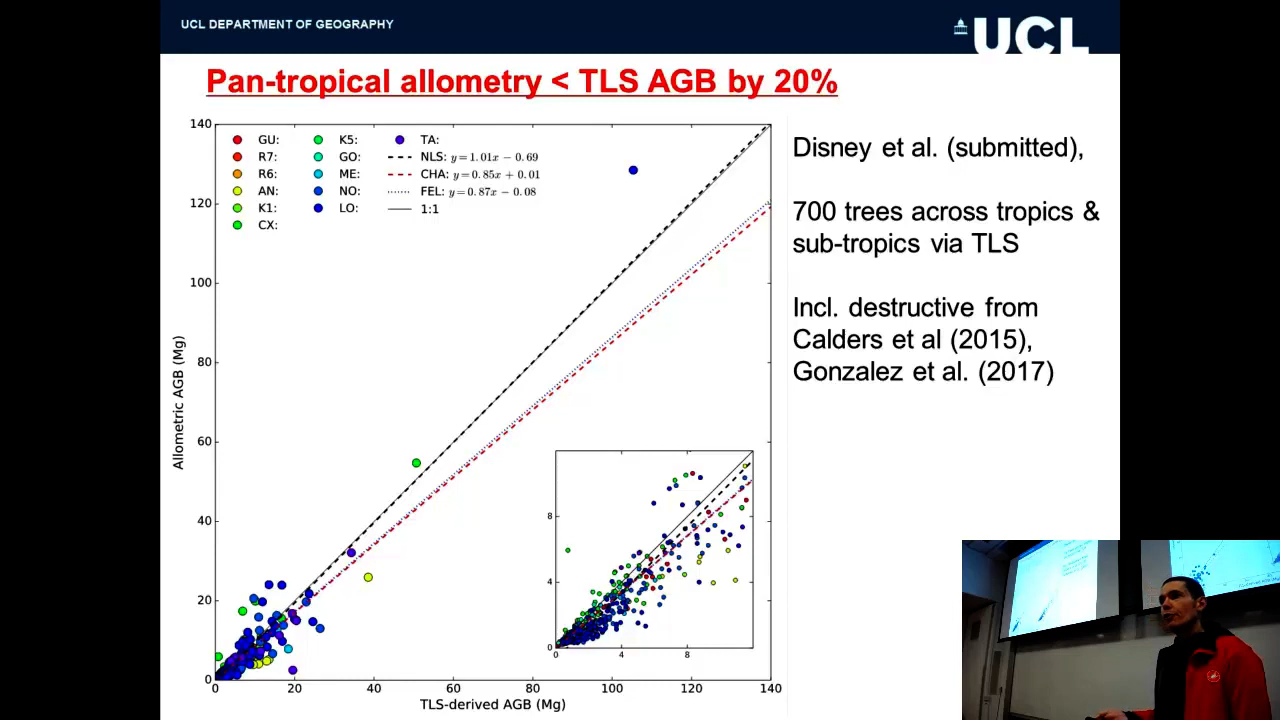 UCL DEPARTMENT OF GEOGRAPHY
UCL
Pan-tropical allometry < TLS AGB by 20%
140
120
100
80
60
40
20
0
Allometric AGB (Mg)
GU:
R7:
R6:
AN:
K1:
CX:
K5:
GO:
ME:
NO:
LO:
TA:
NLS: y=1.01x−0.69
CHA: y=0.85x+0.01
FEL: y=0.87x−0.08
1:1
8
4
0
0 4 8
0 20 40 60 80 100 120 140
TLS-derived AGB (Mg)
Disney et al. (submitted),
700 trees across tropics &
sub-tropics via TLS
Incl. destructive from
Calders et al (2015),
Gonzalez et al. (2017)